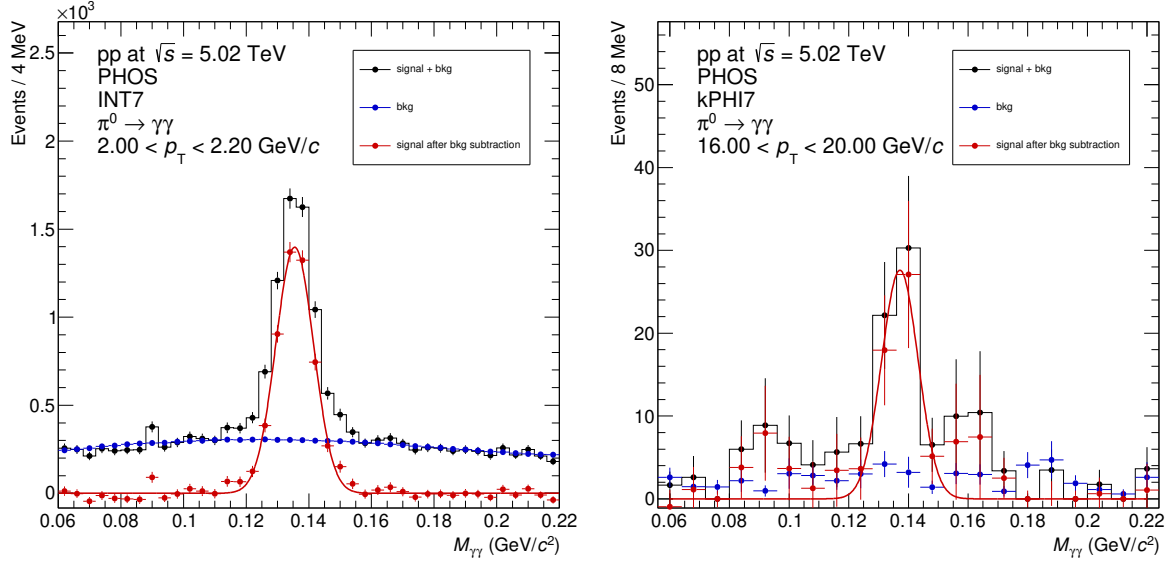 ×10³
pp at √s = 5.02 TeV
PHOS
INT7
π⁰ → γγ
2.00 < p_T < 2.20 GeV/c
signal + bkg
bkg
signal after bkg subtraction
Events / 4 MeV
2.5
2
1.5
1
0.5
0
0.06 0.08 0.1 0.12 0.14 0.16 0.18 0.2 0.22
M_γγ (GeV/c²)
pp at √s = 5.02 TeV
PHOS
kPHI7
π⁰ → γγ
16.00 < p_T < 20.00 GeV/c
signal + bkg
bkg
signal after bkg subtraction
Events / 8 MeV
50
40
30
20
10
0
0.06 0.08 0.1 0.12 0.14 0.16 0.18 0.2 0.22
M_γγ (GeV/c²)